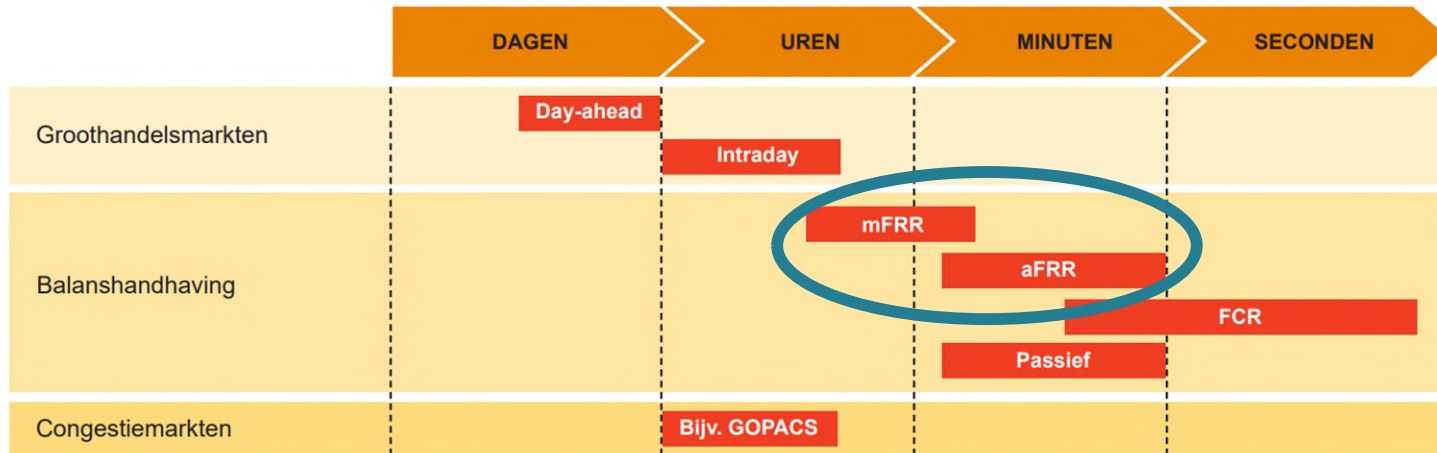 DAGEN
UREN
MINUTEN
SECONDEN
Groothandelsmarkten
Day-ahead
Intraday
Balanshandhaving
mFRR
aFRR
FCR
Passief
Congestiemarkten
Bijv. GOPACS